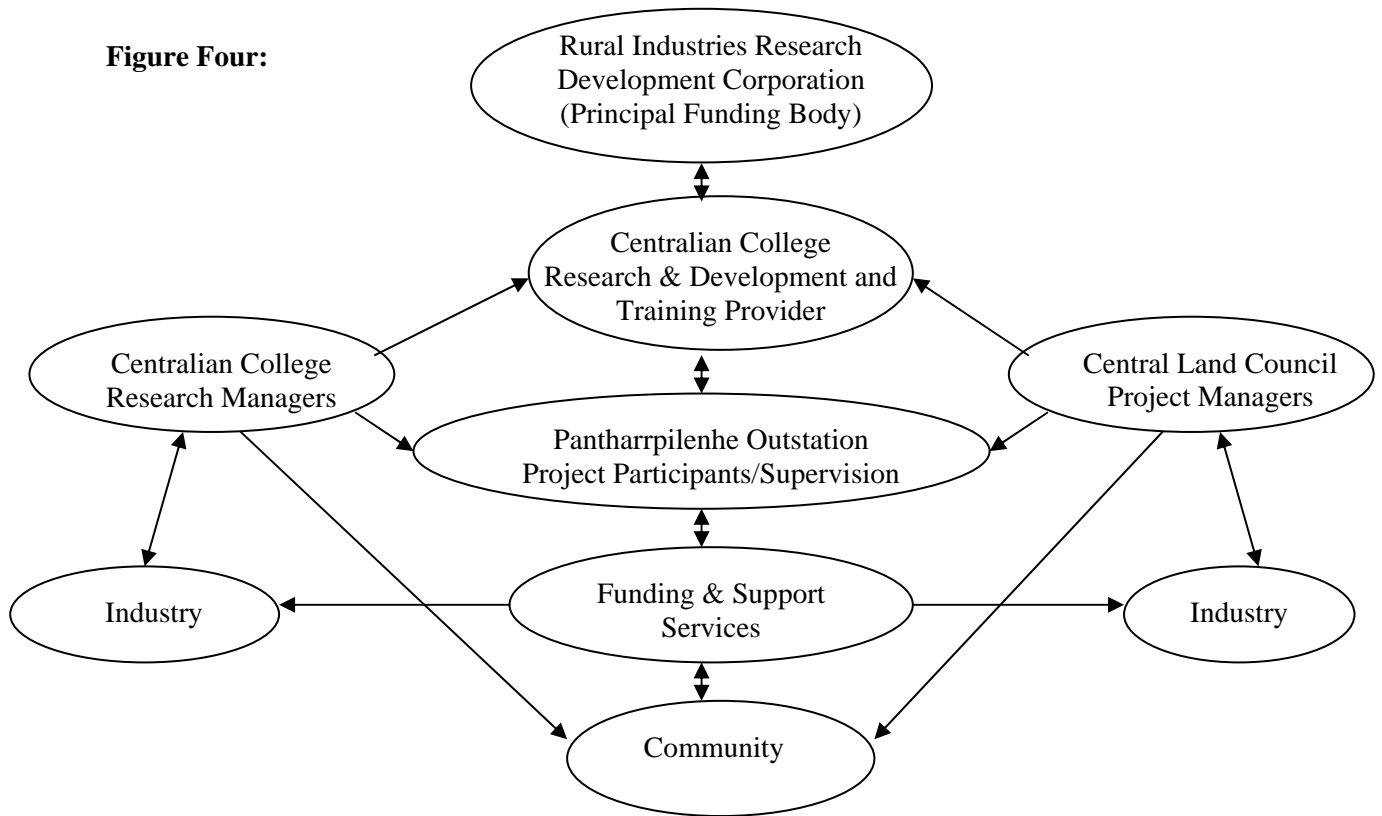 Figure Four:
Rural Industries Research
Development Corporation
(Principal Funding Body)
Centralian College
Research & Development and
Training Provider
Centralian College
Research Managers
Central Land Council
Project Managers
Pantharrpilenhe Outstation
Project Participants/Supervision
Industry
Funding & Support
Services
Industry
Community